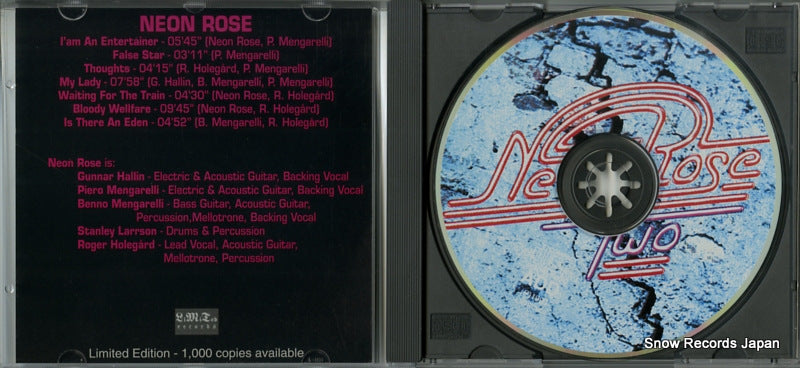 NEON ROSE
I'am An Entertainer - 05'45" (Neon Rose, P. Mengarelli)
False Star - 03'11" (P. Mengarelli)
Thoughts - 04'15" (R. Holegård, P. Mengarelli)
My Lady - 07'58" (G. Hallin, B. Mengarelli, P. Mengarelli)
Waiting For The Train - 04'30" (Neon Rose, R. Holegård)
Bloody Wellfare - 09'45" (Neon Rose, R. Holegård)
Is There An Eden - 04'52" (B. Mengarelli, R. Holegård)
Neon Rose is:
Gunnar Hallin - Electric & Acoustic Guitar, Backing Vocal
Piero Mengarelli - Electric & Acoustic Guitar, Backing Vocal
Benno Mengarelli - Bass Guitar, Acoustic Guitar,
Percussion,Mellotrone, Backing Vocal
Stanley Larrson - Drums & Percussion
Roger Holegård - Lead Vocal, Acoustic Guitar,
Mellotrone, Percussion
records
Limited Edition - 1,000 copies available
Neon Rose
Two
Snow Records Japan